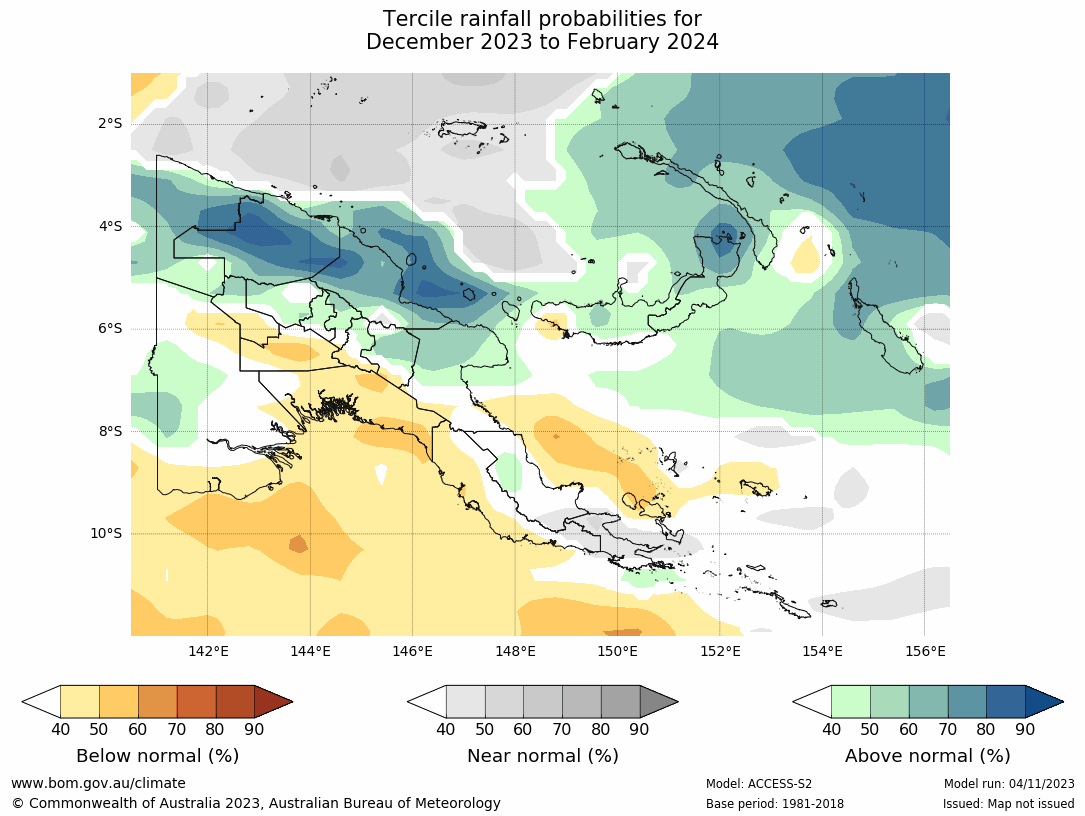 Tercile rainfall probabilities for
December 2023 to February 2024
2°S
4°S
6°S
8°S
10°S
142°E 144°E 146°E 148°E 150°E 152°E 154°E 156°E
40 50 60 70 80 90
Below normal (%)
40 50 60 70 80 90
Near normal (%)
40 50 60 70 80 90
Above normal (%)
www.bom.gov.au/climate
© Commonwealth of Australia 2023, Australian Bureau of Meteorology
Model: ACCESS-S2
Base period: 1981-2018
Model run: 04/11/2023
Issued: Map not issued